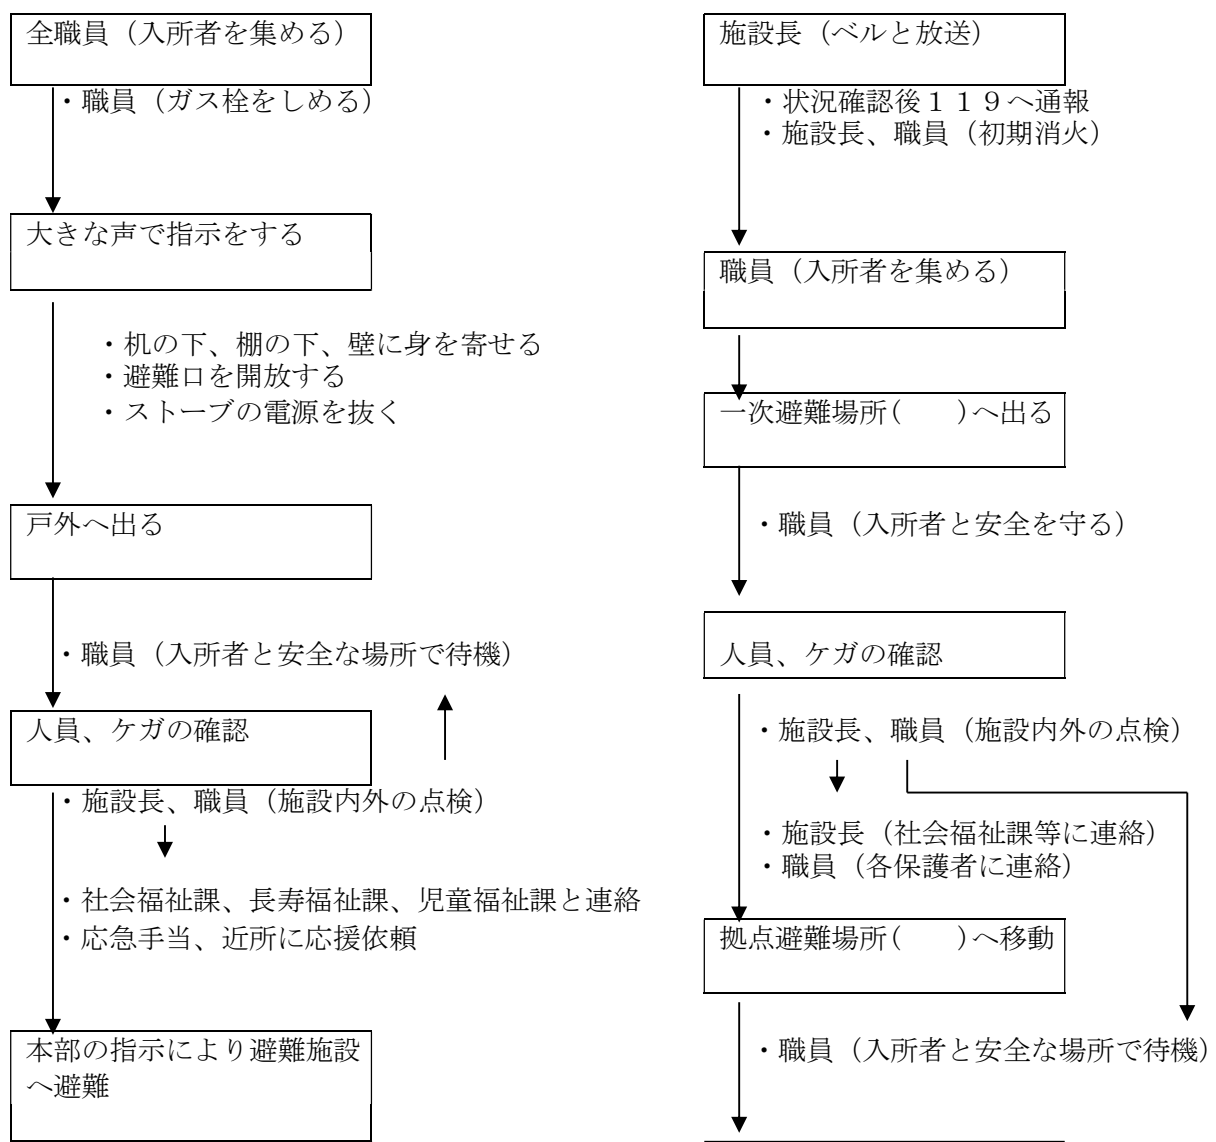 全職員（入所者を集める）
・職員（ガス栓をしめる）
大きな声で指示をする
・机の下、棚の下、壁に身を寄せる
・避難口を開放する
・ストーブの電源を抜く
戸外へ出る
・職員（入所者と安全な場所で待機）
人員、ケガの確認
・施設長、職員（施設内外の点検）
・社会福祉課、長寿福祉課、児童福祉課と連絡
・応急手当、近所に応援依頼
本部の指示により避難施設
へ避難
施設長（ベルと放送）
・状況確認後１１９へ通報
・施設長、職員（初期消火）
職員（入所者を集める）
一次避難場所(　　)へ出る
・職員（入所者と安全を守る）
人員、ケガの確認
・施設長、職員（施設内外の点検）
・施設長（社会福祉課等に連絡）
・職員（各保護者に連絡）
拠点避難場所(　　)へ移動
・職員（入所者と安全な場所で待機）